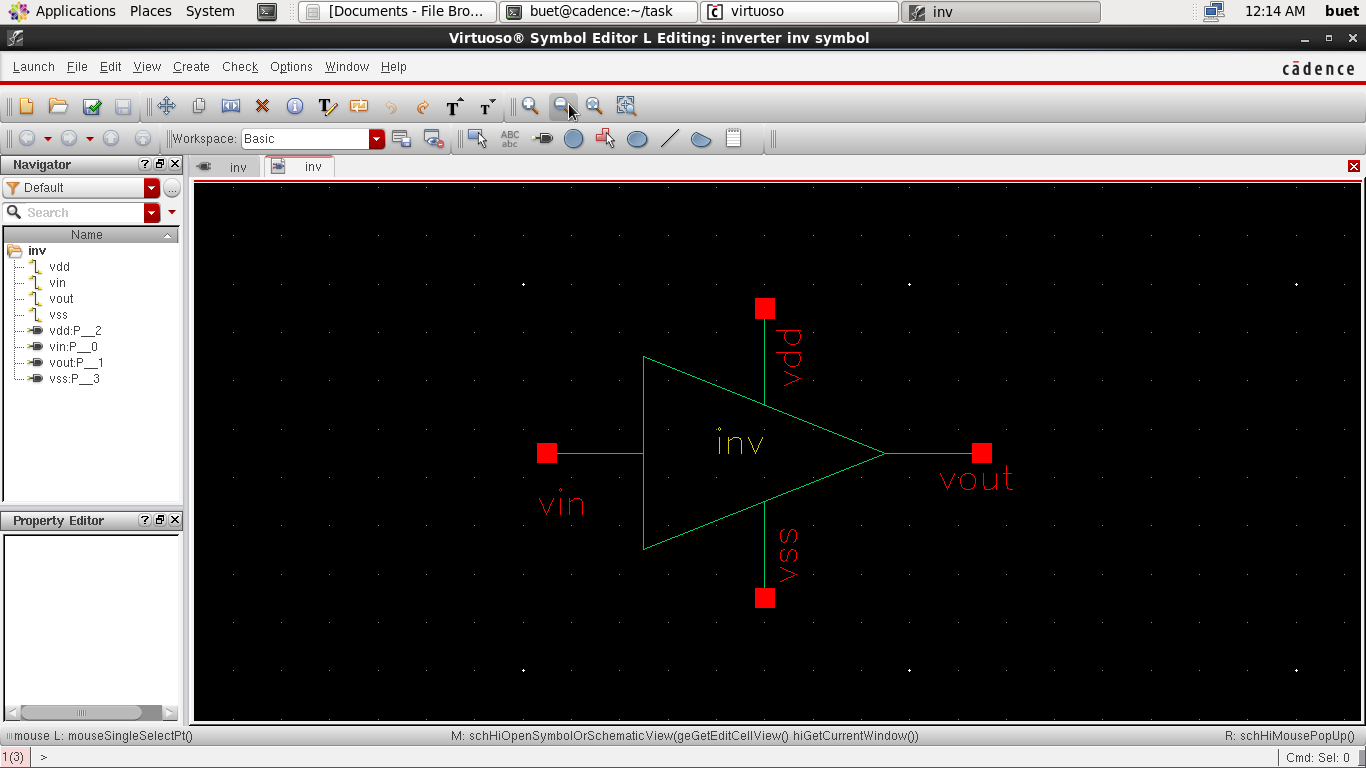 Applications Places System [Documents - File Bro... buet@cadence:~/task virtuoso inv 12:14 AM buet
Virtuoso® Symbol Editor L Editing: inverter inv symbol
Launch File Edit View Create Check Options Window Help cādence
Workspace: Basic ABC abc
Navigator ? inv inv
Default ...
Search
Name
inv
vdd
vin
vout
vss
vdd:P__2
vin:P__0
vout:P__1
vss:P__3
vdd
inv
vin
vout
vss
Property Editor ?
mouse L: mouseSingleSelectPt() M: schHiOpenSymbolOrSchematicView(geGetEditCellView() hiGetCurrentWindow()) R: schHiMousePopUp()
1(3) > Cmd: Sel: 0